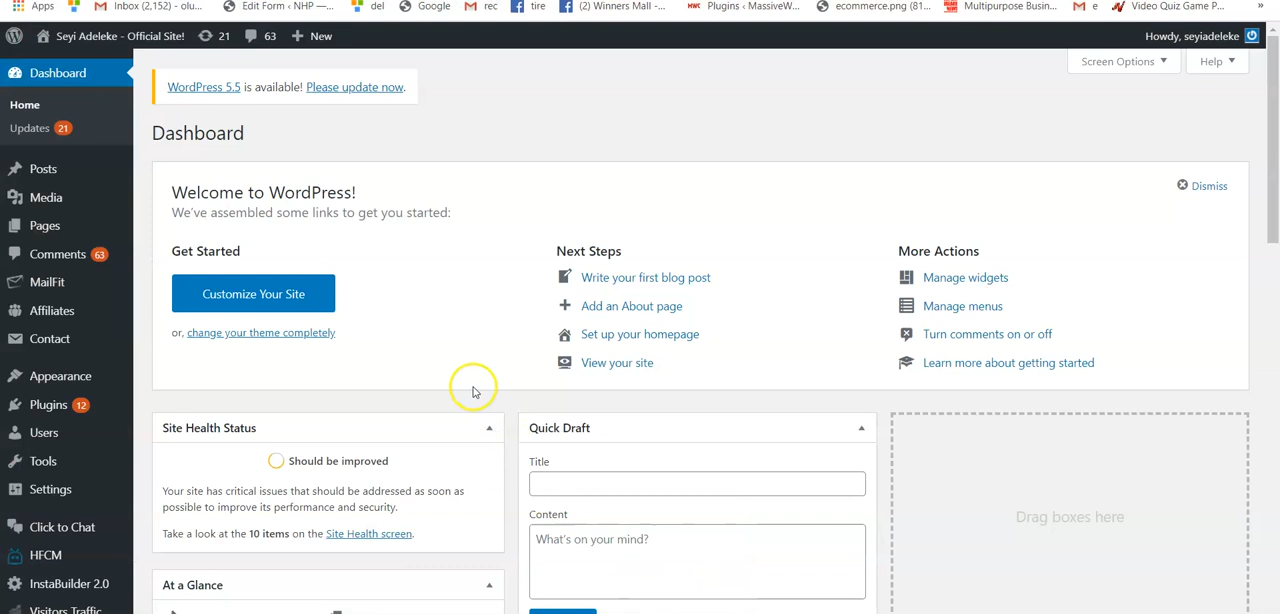 Apps Inbox (2,152) - olu... Edit Form ‹ NHP —... del Google rec tire (2) Winners Mall -... Plugins ‹ MassiveW... ecommerce.png (81... Multipurpose Busin... e Video Quiz Game P... »
Seyi Adeleke - Official Site! 21 63 + New Howdy, seyiadeleke
Screen Options ▼ Help ▼
Dashboard
Home
Updates 21
Posts
Media
Pages
Comments 63
MailFit
Affiliates
Contact
Appearance
Plugins 12
Users
Tools
Settings
Click to Chat
HFCM
InstaBuilder 2.0
Visitors Traffic
WordPress 5.5 is available! Please update now.
Dashboard
Welcome to WordPress!
Dismiss
We've assembled some links to get you started:
Get Started
Customize Your Site
or, change your theme completely
Next Steps
Write your first blog post
Add an About page
Set up your homepage
View your site
More Actions
Manage widgets
Manage menus
Turn comments on or off
Learn more about getting started
Site Health Status
Should be improved
Your site has critical issues that should be addressed as soon as
possible to improve its performance and security.
Take a look at the 10 items on the Site Health screen.
At a Glance
Quick Draft
Title
Content
What's on your mind?
Drag boxes here